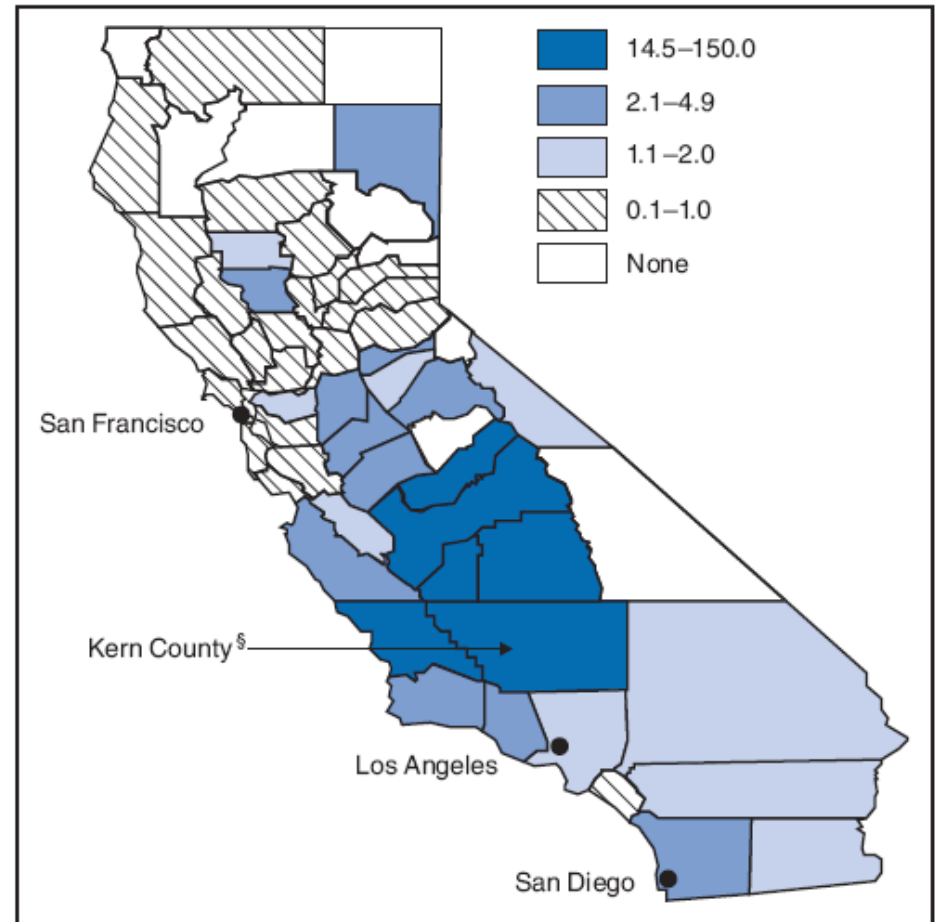 14.5–150.0
2.1–4.9
1.1–2.0
0.1–1.0
None
San Francisco
Kern County§
Los Angeles
San Diego